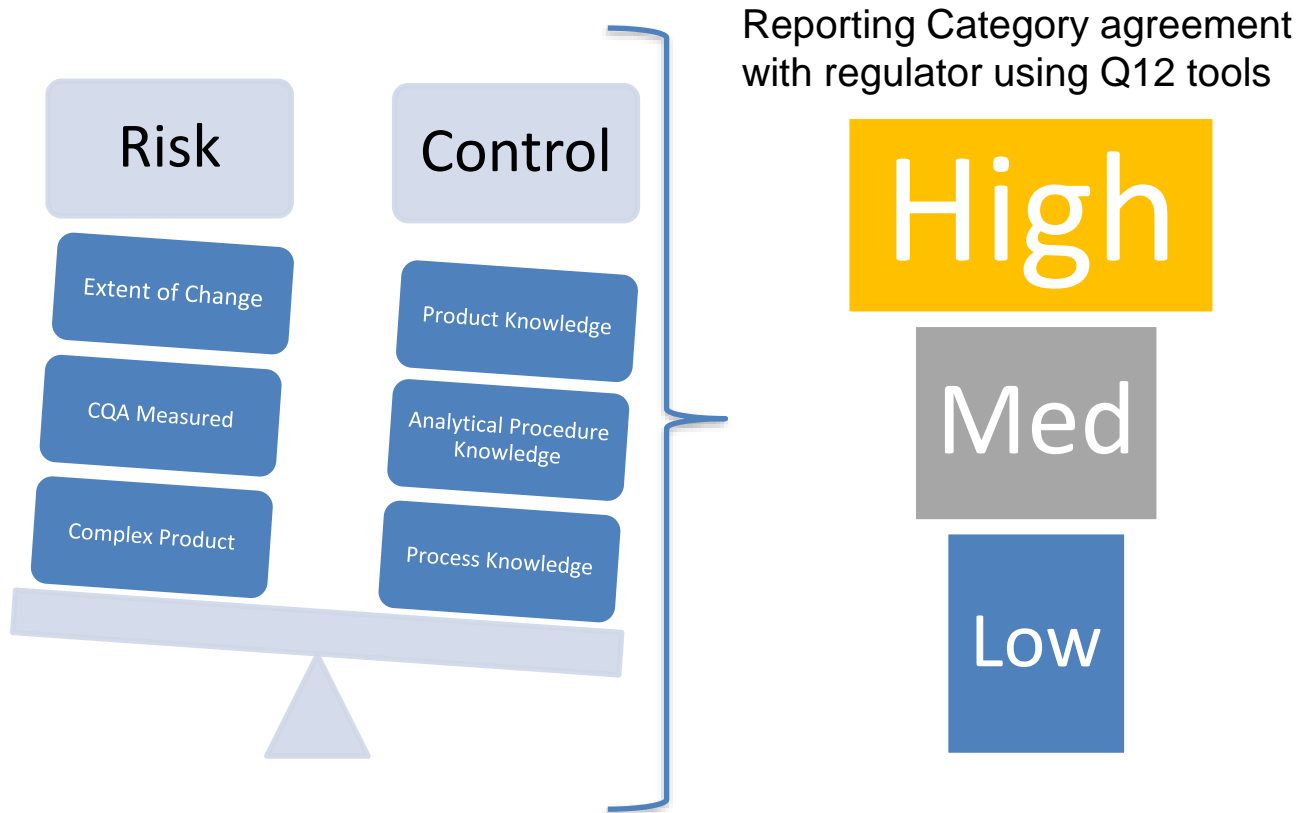 Reporting Category agreement
with regulator using Q12 tools
Risk
Control
Extent of Change
CQA Measured
Complex Product
Product Knowledge
Analytical Procedure
Knowledge
Process Knowledge
High
Med
Low